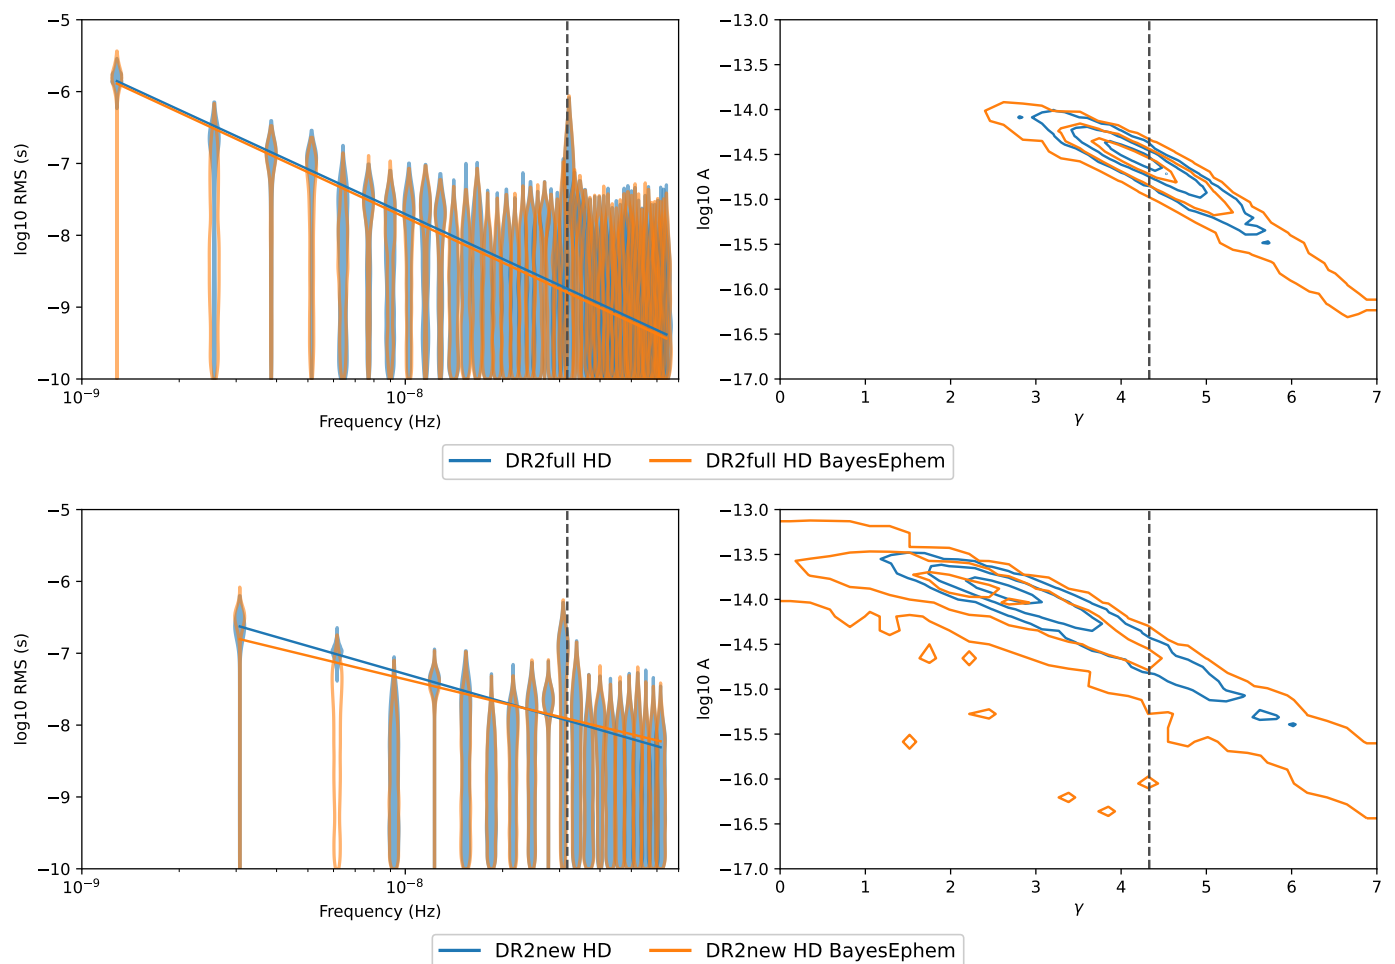 −5
−6
−7
−8
−9
−10
log10 RMS (s)
10⁻⁹
10⁻⁸
Frequency (Hz)
−13.0
−13.5
−14.0
−14.5
−15.0
−15.5
−16.0
−16.5
−17.0
log10 A
0 1 2 3 4 5 6 7
γ
DR2full HD DR2full HD BayesEphem
−5
−6
−7
−8
−9
−10
log10 RMS (s)
10⁻⁹
10⁻⁸
Frequency (Hz)
−13.0
−13.5
−14.0
−14.5
−15.0
−15.5
−16.0
−16.5
−17.0
log10 A
0 1 2 3 4 5 6 7
γ
DR2new HD DR2new HD BayesEphem